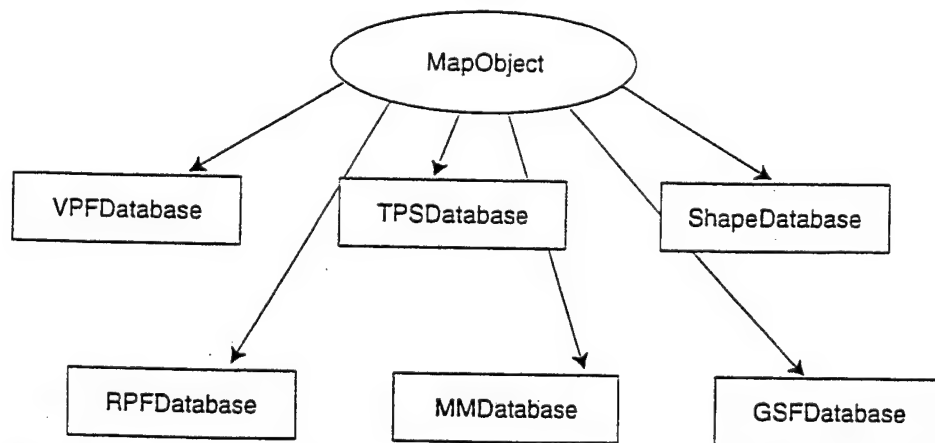 MapObject
VPFDatabase
TPSDatabase
ShapeDatabase
RPFDatabase
MMDatabase
GSFDatabase